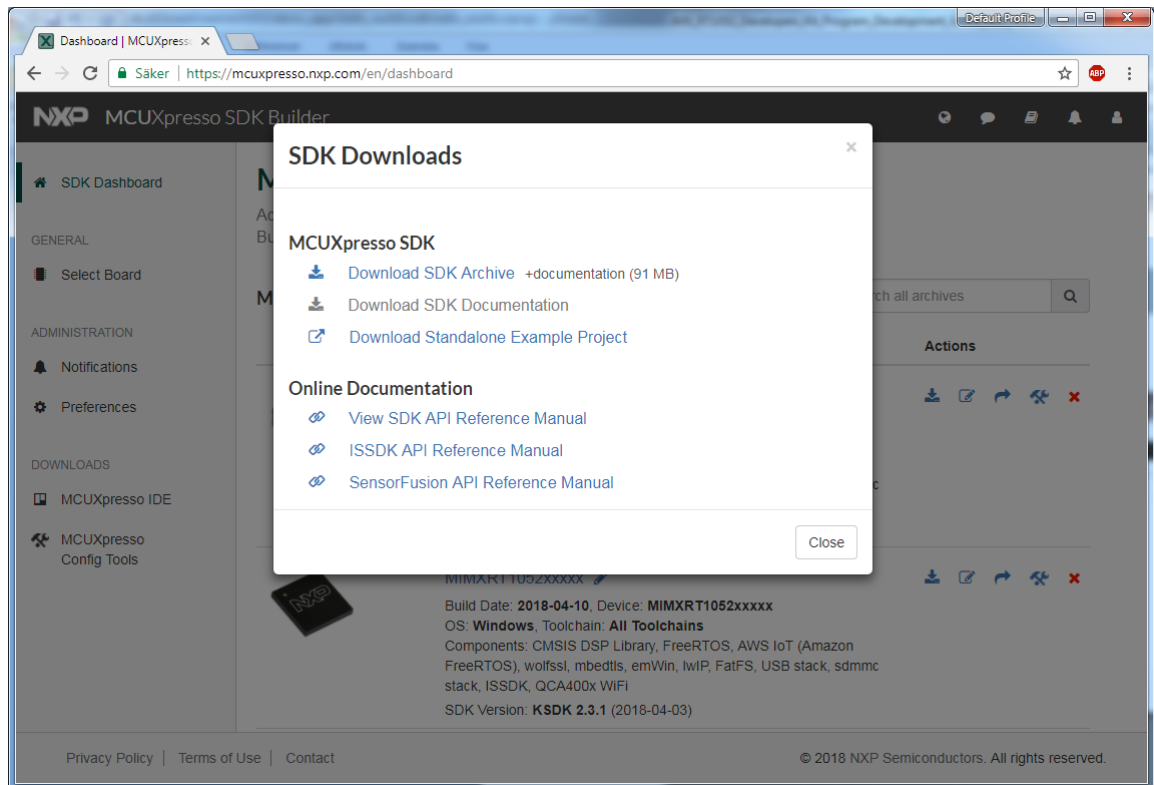 Default Profile
Dashboard | MCUXpress
Säker | https://mcuxpresso.nxp.com/en/dashboard
ABP
NXP MCUXpresso SDK Builder
SDK Dashboard
GENERAL
Select Board
ADMINISTRATION
Notifications
Preferences
DOWNLOADS
MCUXpresso IDE
MCUXpresso
Config Tools
SDK Downloads
×
MCUXpresso SDK
Download SDK Archive +documentation (91 MB)
Download SDK Documentation
Download Standalone Example Project
Online Documentation
View SDK API Reference Manual
ISSDK API Reference Manual
SensorFusion API Reference Manual
Close
all archives
Actions
NXP
MIMXRT1052xxxxx
Build Date: 2018-04-10, Device: MIMXRT1052xxxxx
OS: Windows, Toolchain: All Toolchains
Components: CMSIS DSP Library, FreeRTOS, AWS IoT (Amazon
FreeRTOS), wolfssl, mbedtls, emWin, lwIP, FatFS, USB stack, sdmmc
stack, ISSDK, QCA400x WiFi
SDK Version: KSDK 2.3.1 (2018-04-03)
Privacy Policy | Terms of Use | Contact
© 2018 NXP Semiconductors. All rights reserved.